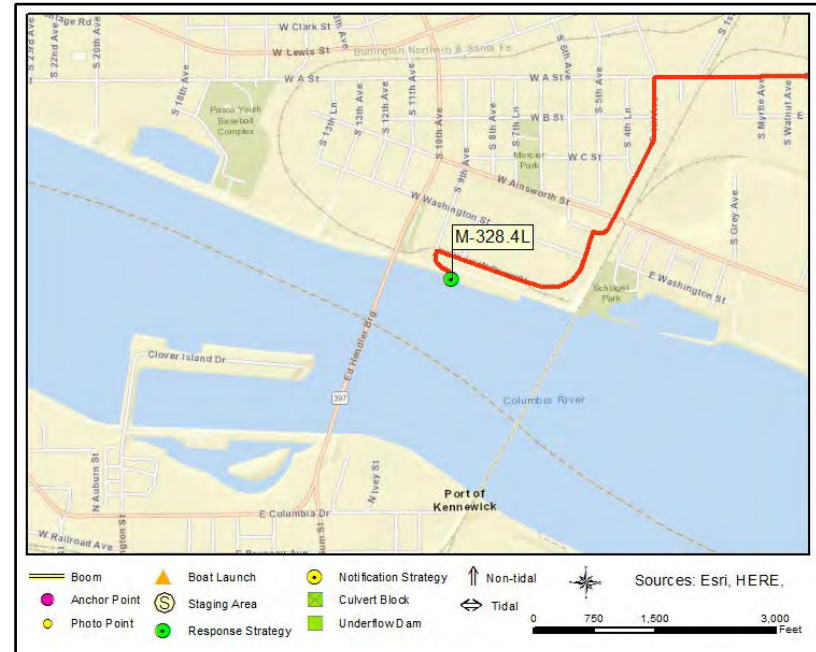 W Clark St
W Lewis St
Burlington Northern & Santa Fe
S 1st
S 23rd Ave
S 22nd Ave
S 20th Ave
S 18th Ave
S 11th Ave
S 10th Ave
S 6th Ave
W A St
W A St
E
Pasco Youth
Baseball
Complex
S 13th Ln
S 13th Ave
S 12th Ave
S 9th Ave
S 8th Ave
S 7th Ln
S 5th Ave
S 4th Ln
S Myrtle Ave
S Walnut Ave
W B St
Mercier
Park
W C St
W Ainsworth St
W Washington St
S Grey Ave
M-328.4L
E Washington St
Schlagel
Park
Clover Island Dr
Ed Hendler Brg
397
Columbia River
N Auburn St
N Ivey St
Port of
Kennewick
E Columbia Dr
W Railroad Ave
Boom
Boat Launch
Notification Strategy
Non-tidal
Sources: Esri, HERE,
Anchor Point
S
Staging Area
Culvert Block
Tidal
Photo Point
Response Strategy
Underflow Dam
0 750 1,500 3,000
Feet